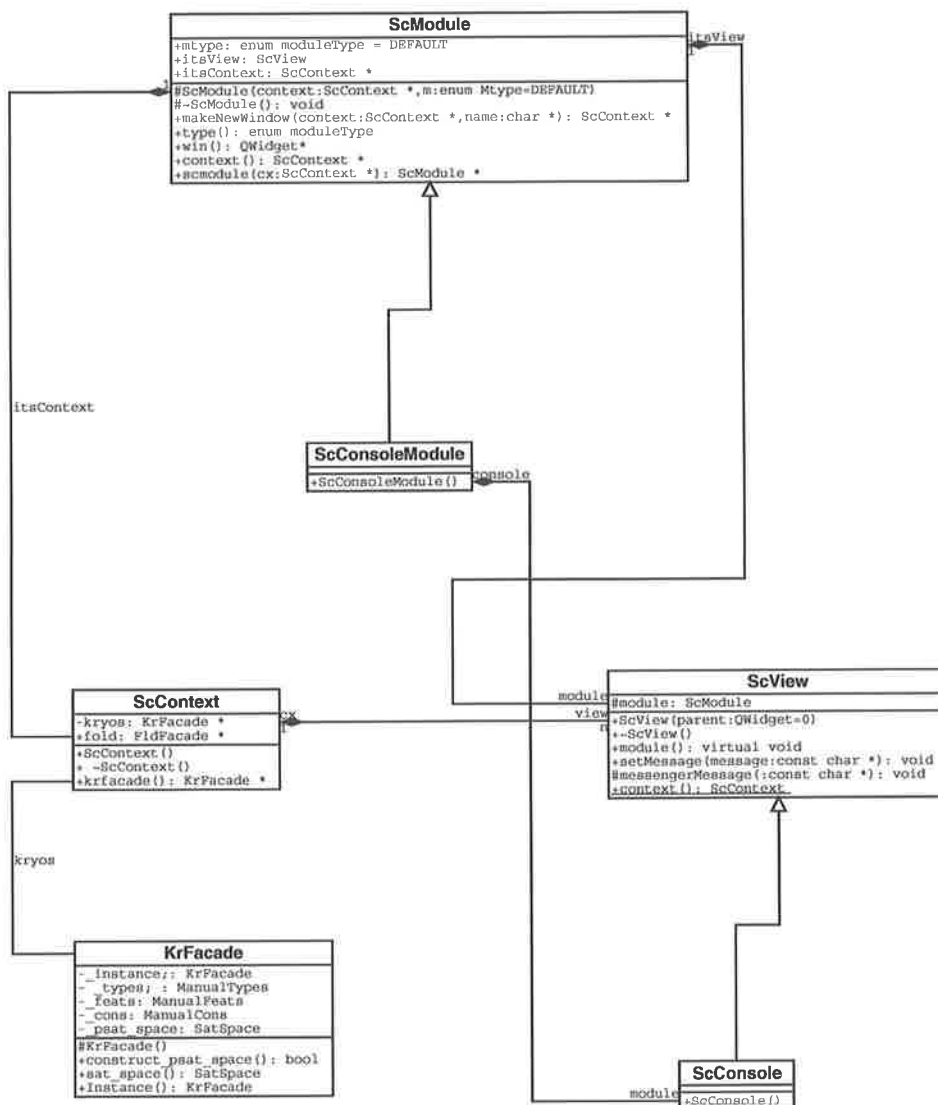 ScModule
+mtype: enum moduleType = DEFAULT
+itsView: ScView
+itsContext: ScContext *
#ScModule(context:ScContext *,m:enum Mtype=DEFAULT)
#~ScModule(): void
+makeNewWindow(context:ScContext *,name:char *): ScContext *
+type(): enum moduleType
+win(): QWidget*
+context(): ScContext *
+scmodule(cx:ScContext *): ScModule *
itsView
1
1
itsContext
ScConsoleModule
+ScConsoleModule()
console
ScContext
-kryos: KrFacade *
+fold: FldFacade *
+ScContext()
+ ~ScContext()
+krfacade(): KrFacade *
cx
1
module
view
n
ScView
#module: ScModule
+ScView(parent:QWidget=0)
+~ScView()
+module(): virtual void
+setMessage(message:const char *): void
#messengerMessage(:const char *): void
+context(): ScContext
kryos
KrFacade
-_instance;: KrFacade
-_types; : ManualTypes
-_feats: ManualFeats
-_cons: ManualCons
-_psat_space: SatSpace
#KrFacade()
+construct_psat_space(): bool
+sat_space(): SatSpace
+Instance(): KrFacade
ScConsole
+ScConsole()
module